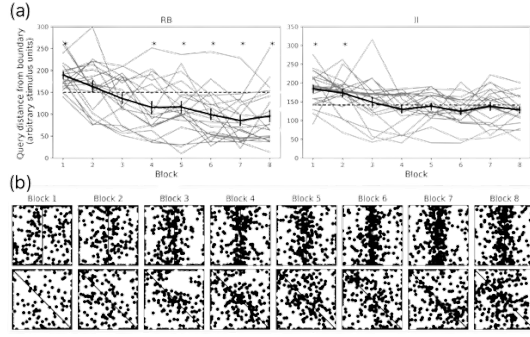 (a)
RB
II
Query distance from boundary
(arbitrary stimulus units)
300
250
200
150
100
50
0
* * * * * *
1 2 3 4 5 6 7 8
Block
350
300
250
200
150
100
50
0
* *
1 2 3 4 5 6 7 8
Block
(b)
Block 1 Block 2 Block 3 Block 4 Block 5 Block 6 Block 7 Block 8